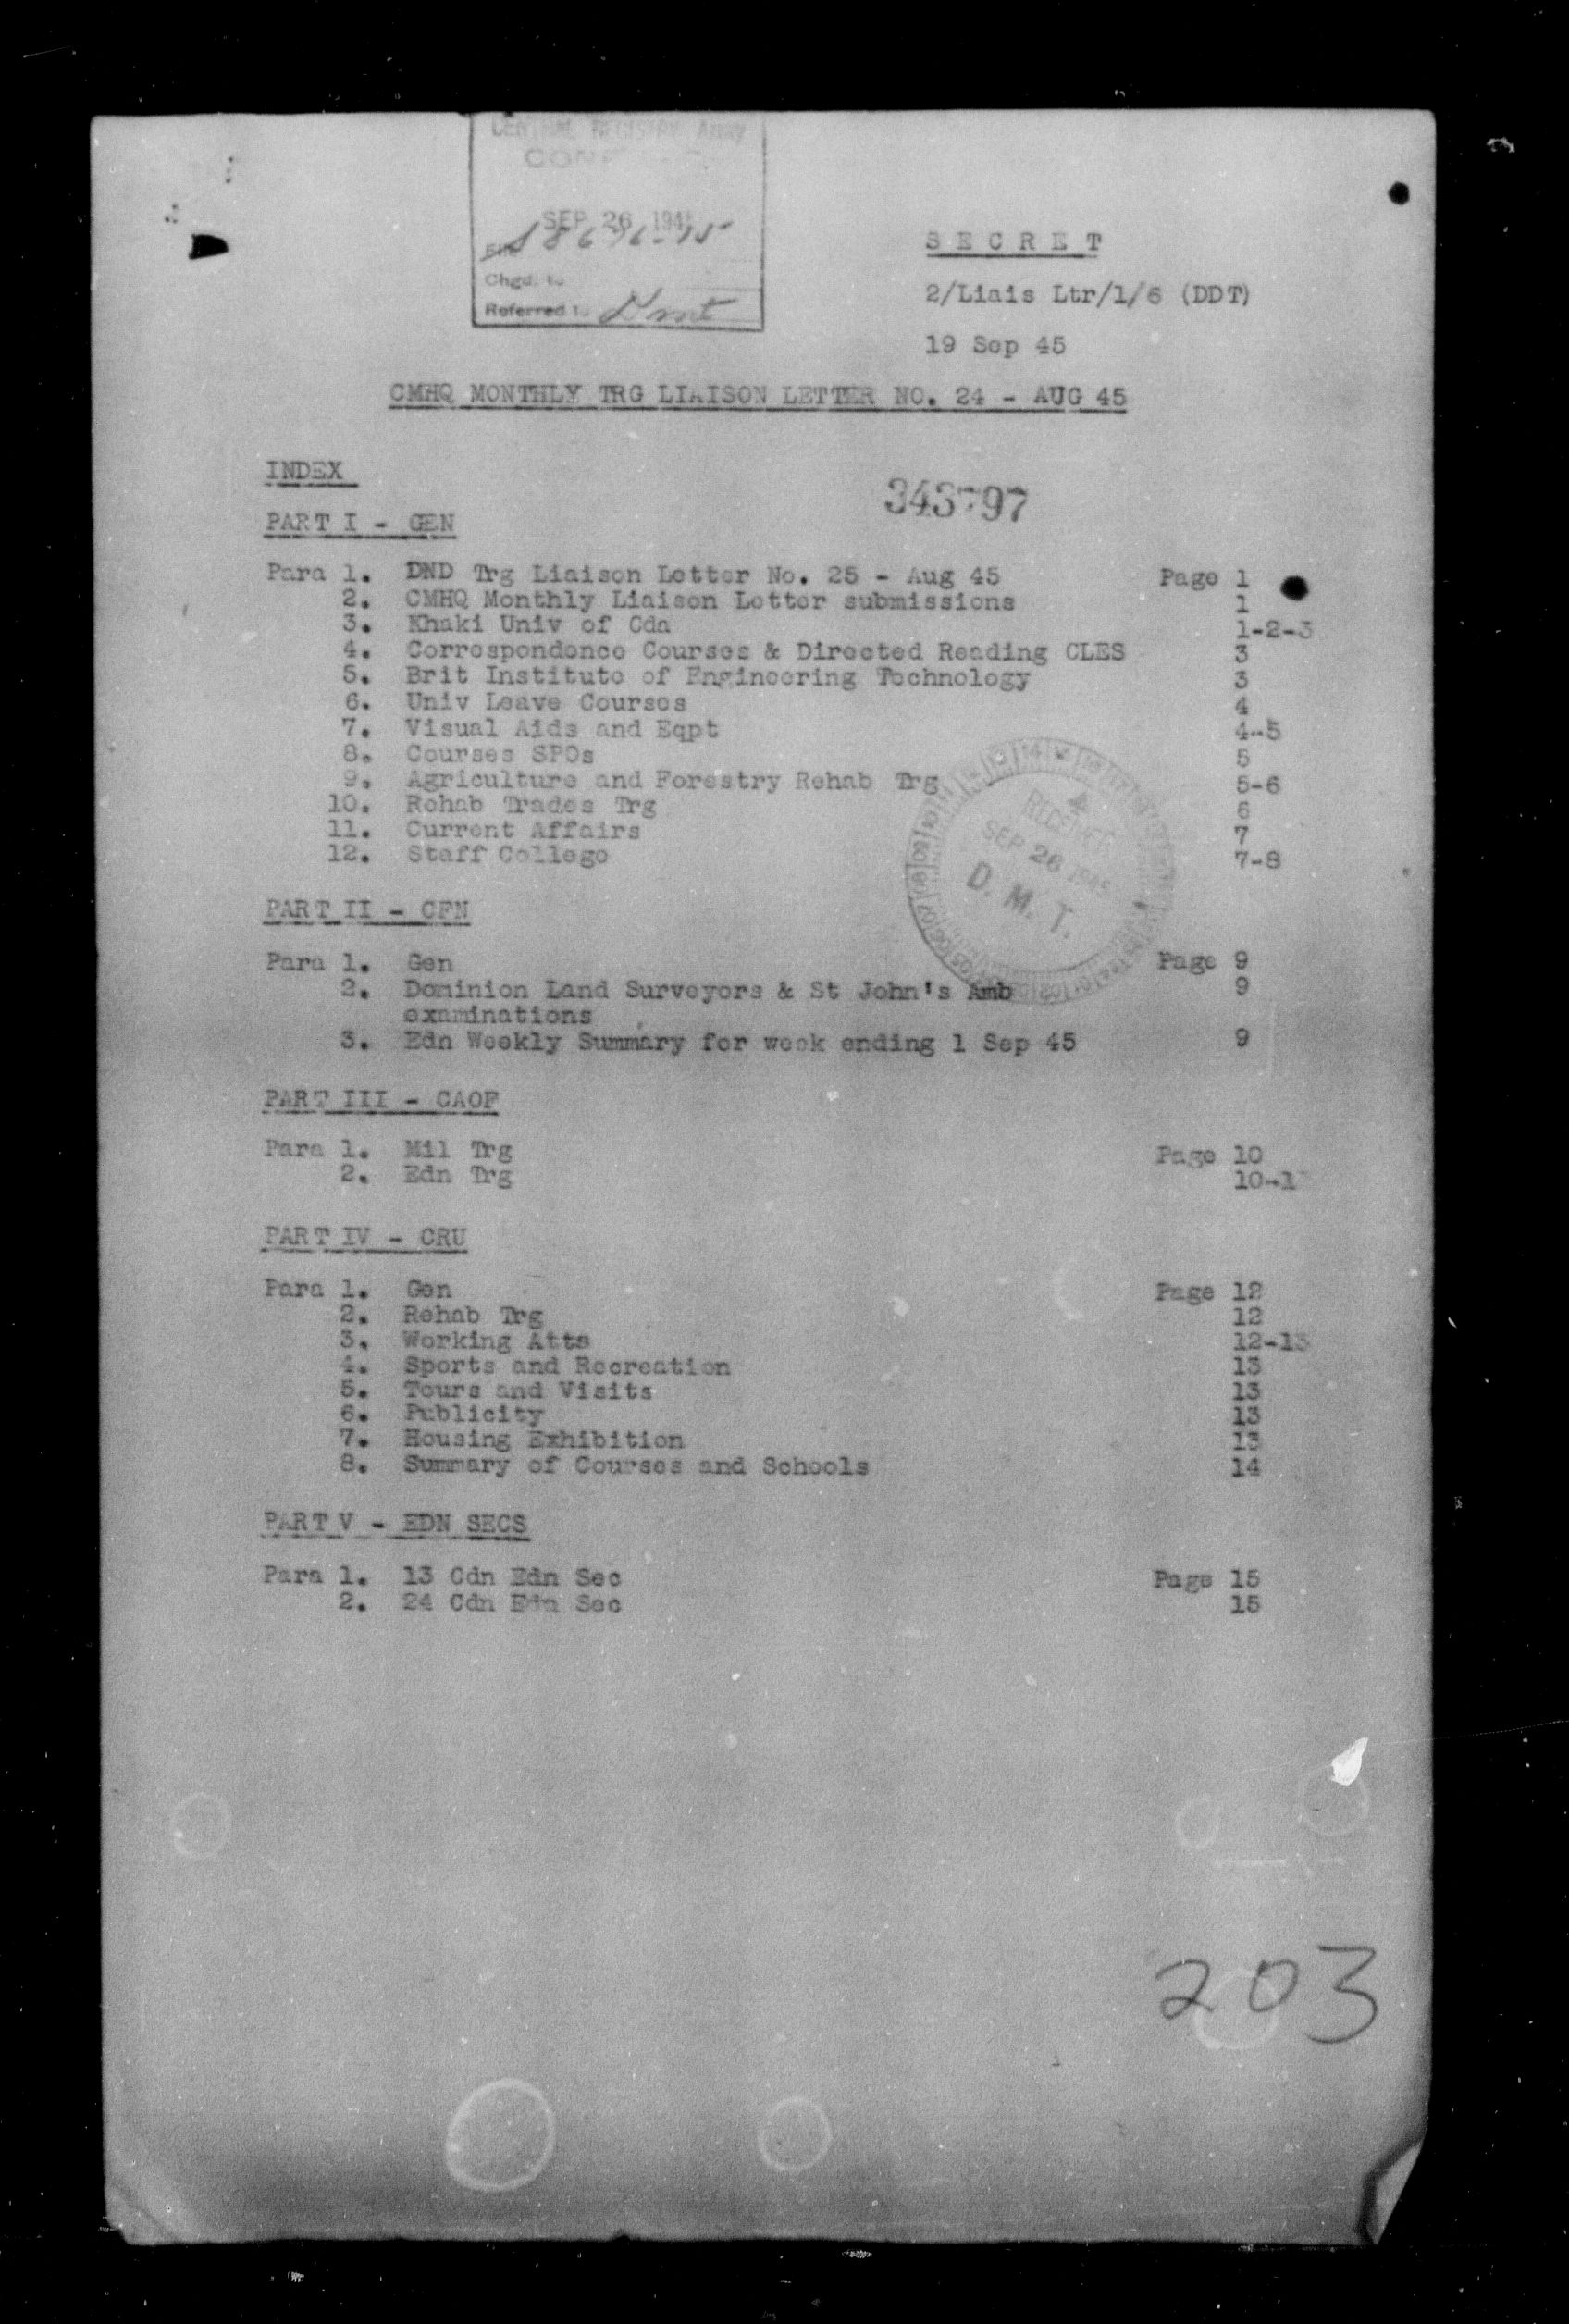 CENTRAL REGISTRY Army
SEP 26 194
File
Chgd. to
Referred to Dmt
SECRET
2/Liais Ltr/1/6 (DDT)
19 Sep 45
CMHQ MONTHLY TRG LIAISON LETTER NO. 24 - AUG 45
INDEX
343797
PART I - GEN
Para 1. DND Trg Liaison Letter No. 25 - Aug 45 Page 1
2. CMHQ Monthly Liaison Letter submissions 1
3. Khaki Univ of Cda 1-2-3
4. Correspondence Courses & Directed Reading CLES 3
5. Brit Institute of Engineering Technology 3
6. Univ Leave Courses 4
7. Visual Aids and Eqpt 4-5
8. Courses SPOs 5
9. Agriculture and Forestry Rehab Trg 5-6
10. Rehab Trades Trg 6
11. Current Affairs 7
12. Staff College 7-8
RECEIVED
SEP 26 1945
D. M. T.
PART II - CFN
Para 1. Gen Page 9
2. Dominion Land Surveyors & St John's Amb 9
examinations
3. Edn Weekly Summary for week ending 1 Sep 45 9
PART III - CAOF
Para 1. Mil Trg Page 10
2. Edn Trg 10-1
PART IV - CRU
Para 1. Gen Page 12
2. Rehab Trg 12
3. Working Atts 12-13
4. Sports and Recreation 13
5. Tours and Visits 13
6. Publicity 13
7. Housing Exhibition 13
8. Summary of Courses and Schools 14
PART V - EDN SECS
Para 1. 13 Cdn Edn Sec Page 15
2. 24 Cdn Edn Sec 15
203